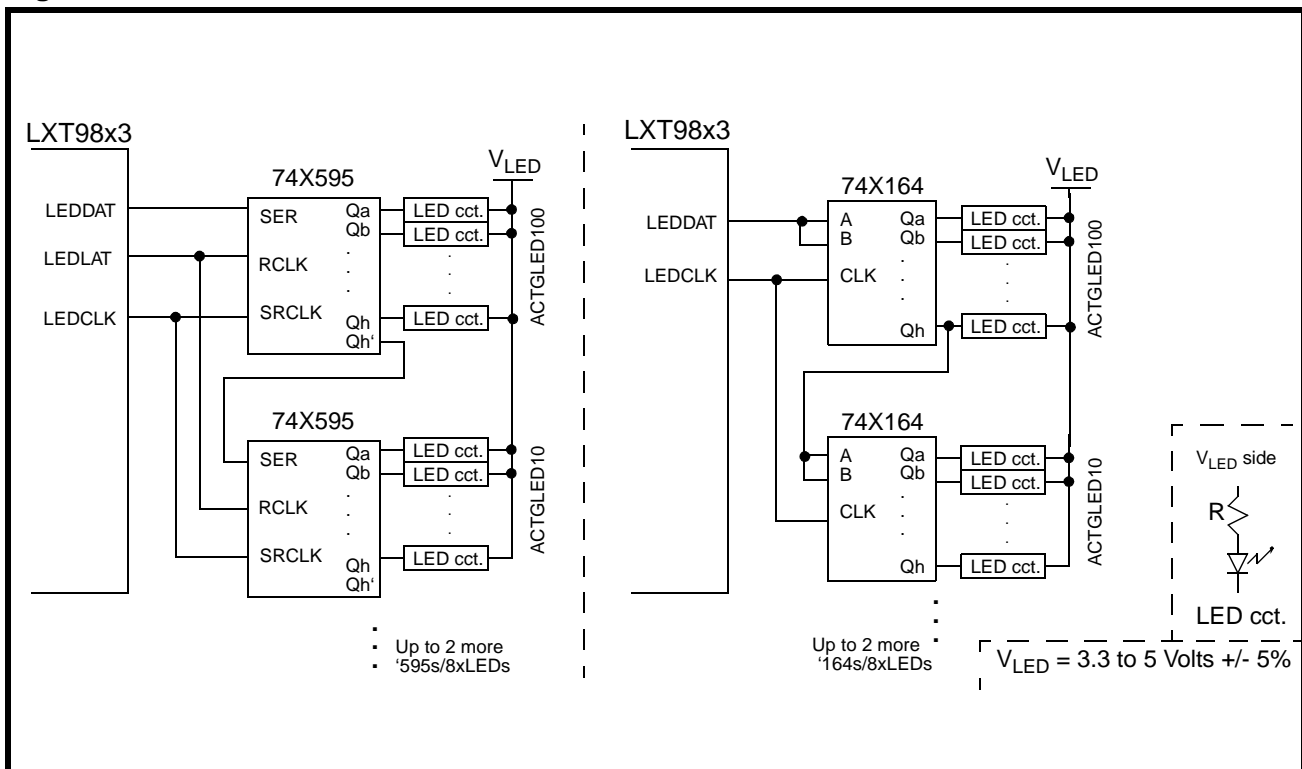 LXT98x3
LEDDAT
LEDLAT
LEDCLK
74X595
SER
RCLK
SRCLK
Qa
Qb
Qh
Qh‘
LED cct.
LED cct.
LED cct.
VLED
ACTGLED100
74X595
SER
RCLK
SRCLK
Qa
Qb
Qh
Qh‘
LED cct.
LED cct.
LED cct.
ACTGLED10
Up to 2 more
‘595s/8xLEDs
LXT98x3
LEDDAT
LEDCLK
74X164
A
B
CLK
Qa
Qb
Qh
LED cct.
LED cct.
LED cct.
VLED
ACTGLED100
74X164
A
B
CLK
Qa
Qb
Qh
LED cct.
LED cct.
LED cct.
ACTGLED10
Up to 2 more
‘164s/8xLEDs
VLED side
R
LED cct.
VLED = 3.3 to 5 Volts +/- 5%